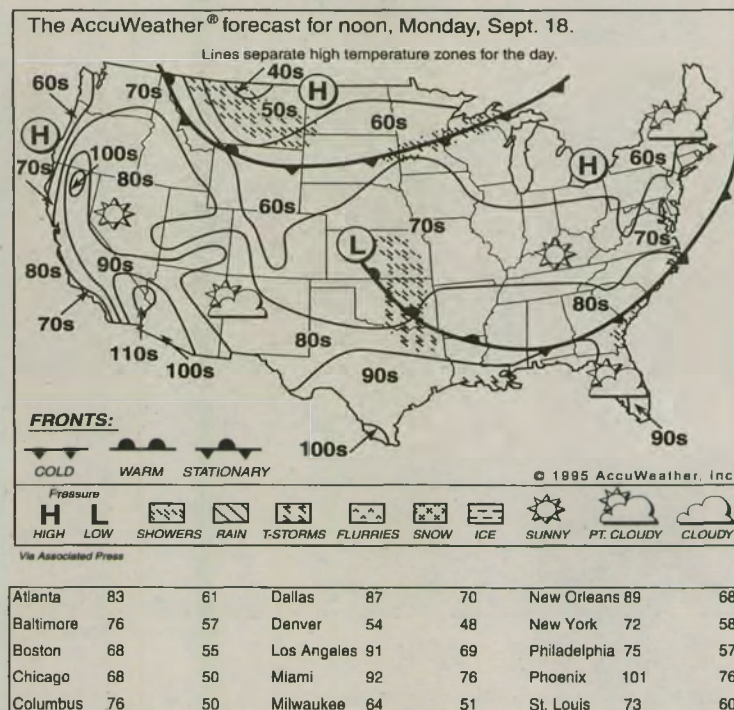 The AccuWeather® forecast for noon, Monday, Sept. 18.
Lines separate high temperature zones for the day.
40s
60s
70s
H
50s
60s
H
100s
H
60s
70s
80s
60s
70s
L
70s
80s
90s
80s
70s
80s
110s
100s
90s
100s
90s
FRONTS:
COLD WARM STATIONARY
© 1995 AccuWeather, Inc
Pressure
H L
HIGH LOW SHOWERS RAIN T-STORMS FLURRIES SNOW ICE SUNNY PT. CLOUDY CLOUDY
Via Associated Press
Atlanta 83 61 Dallas 87 70 New Orleans 89 68
Baltimore 76 57 Denver 54 48 New York 72 58
Boston 68 55 Los Angeles 91 69 Philadelphia 75 57
Chicago 68 50 Miami 92 76 Phoenix 101 76
Columbus 76 50 Milwaukee 64 51 St. Louis 73 60